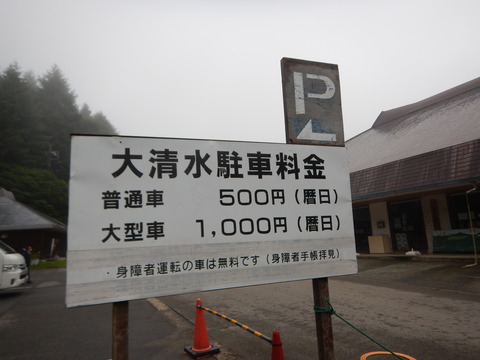 P
大清水駐車料金
普通車 500円（暦日）
大型車 1,000円（暦日）
・身障者運転の車は無料です（身障者手帳拝見）